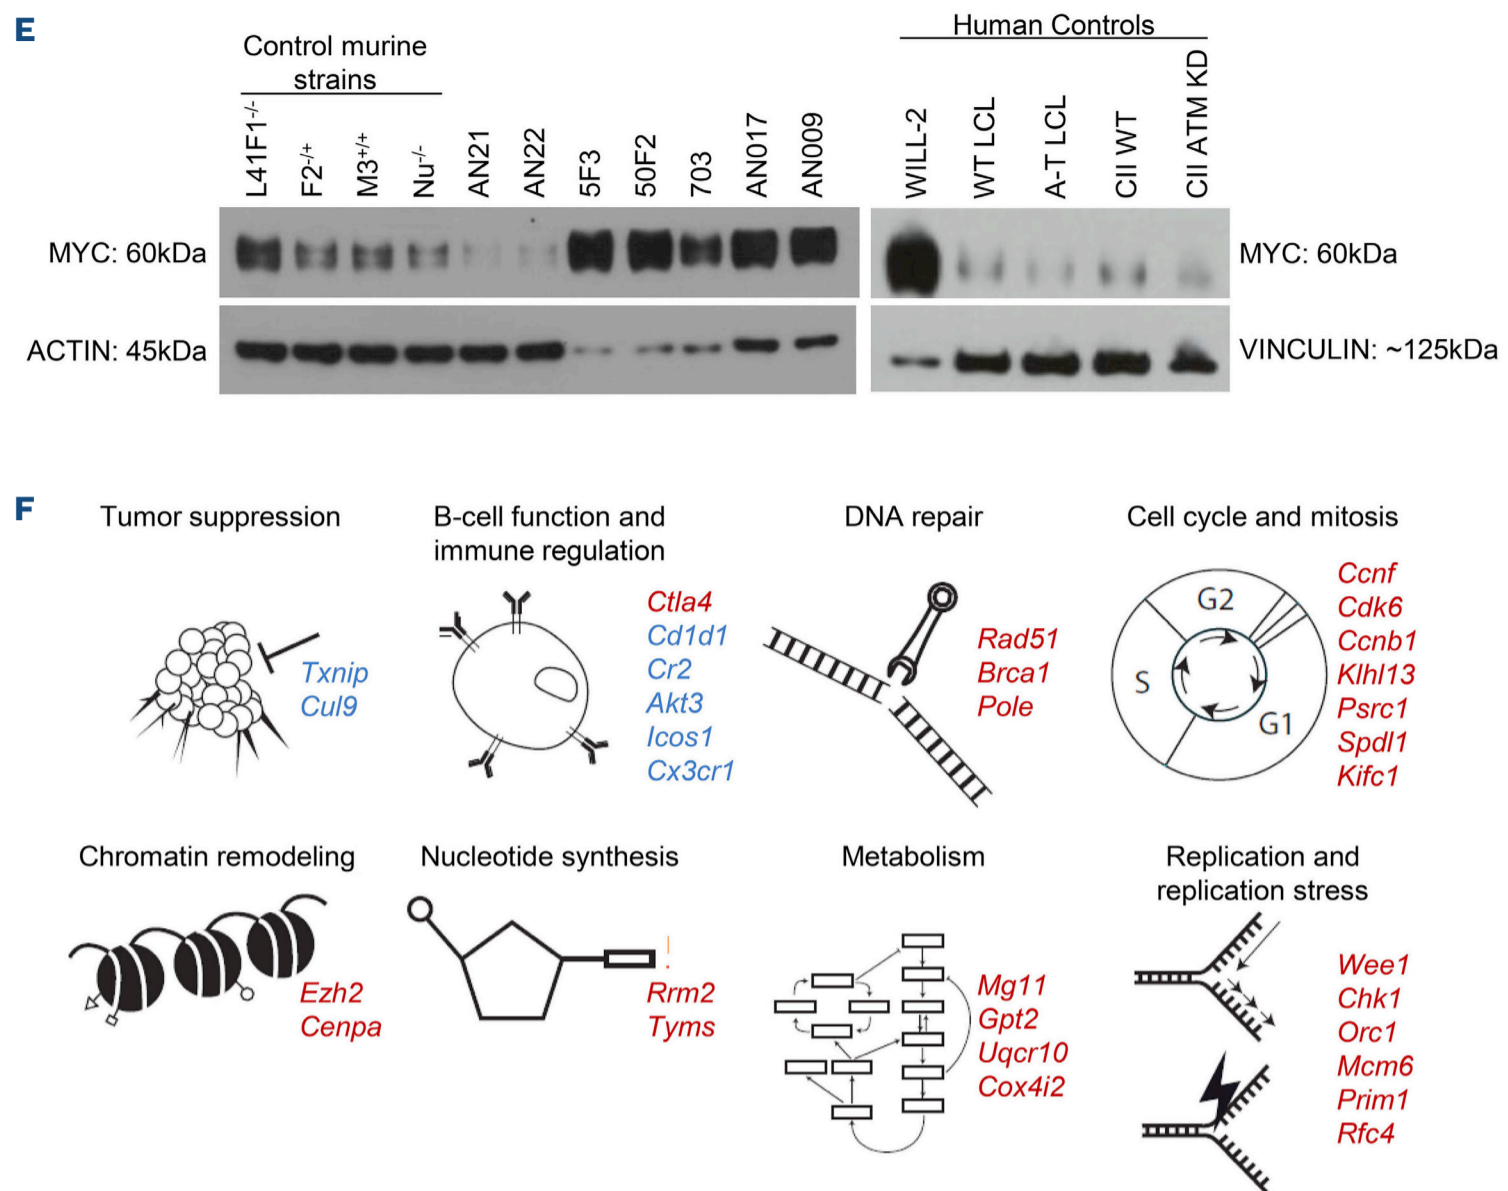 E
Control murine
strains
Human Controls
L41F1-/-
F2-/+
M3+/+
Nu-/-
AN21
AN22
5F3
50F2
703
AN017
AN009
WILL-2
WT LCL
A-T LCL
CII WT
CII ATM KD
MYC: 60kDa
MYC: 60kDa
ACTIN: 45kDa
VINCULIN: ~125kDa
F
Tumor suppression
Txnip
Cul9
B-cell function and
immune regulation
Ctla4
Cd1d1
Cr2
Akt3
Icos1
Cx3cr1
DNA repair
Rad51
Brca1
Pole
Cell cycle and mitosis
G2
S
G1
Ccnf
Cdk6
Ccnb1
Klhl13
Psrc1
Spdl1
Kifc1
Chromatin remodeling
Ezh2
Cenpa
Nucleotide synthesis
Rrm2
Tyms
Metabolism
Mg11
Gpt2
Uqcr10
Cox4i2
Replication and
replication stress
Wee1
Chk1
Orc1
Mcm6
Prim1
Rfc4